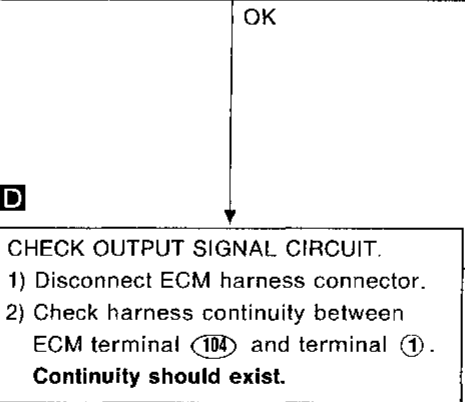 OK
D
CHECK OUTPUT SIGNAL CIRCUIT.
1) Disconnect ECM harness connector.
2) Check harness continuity between
ECM terminal (104) and terminal (1).
Continuity should exist.